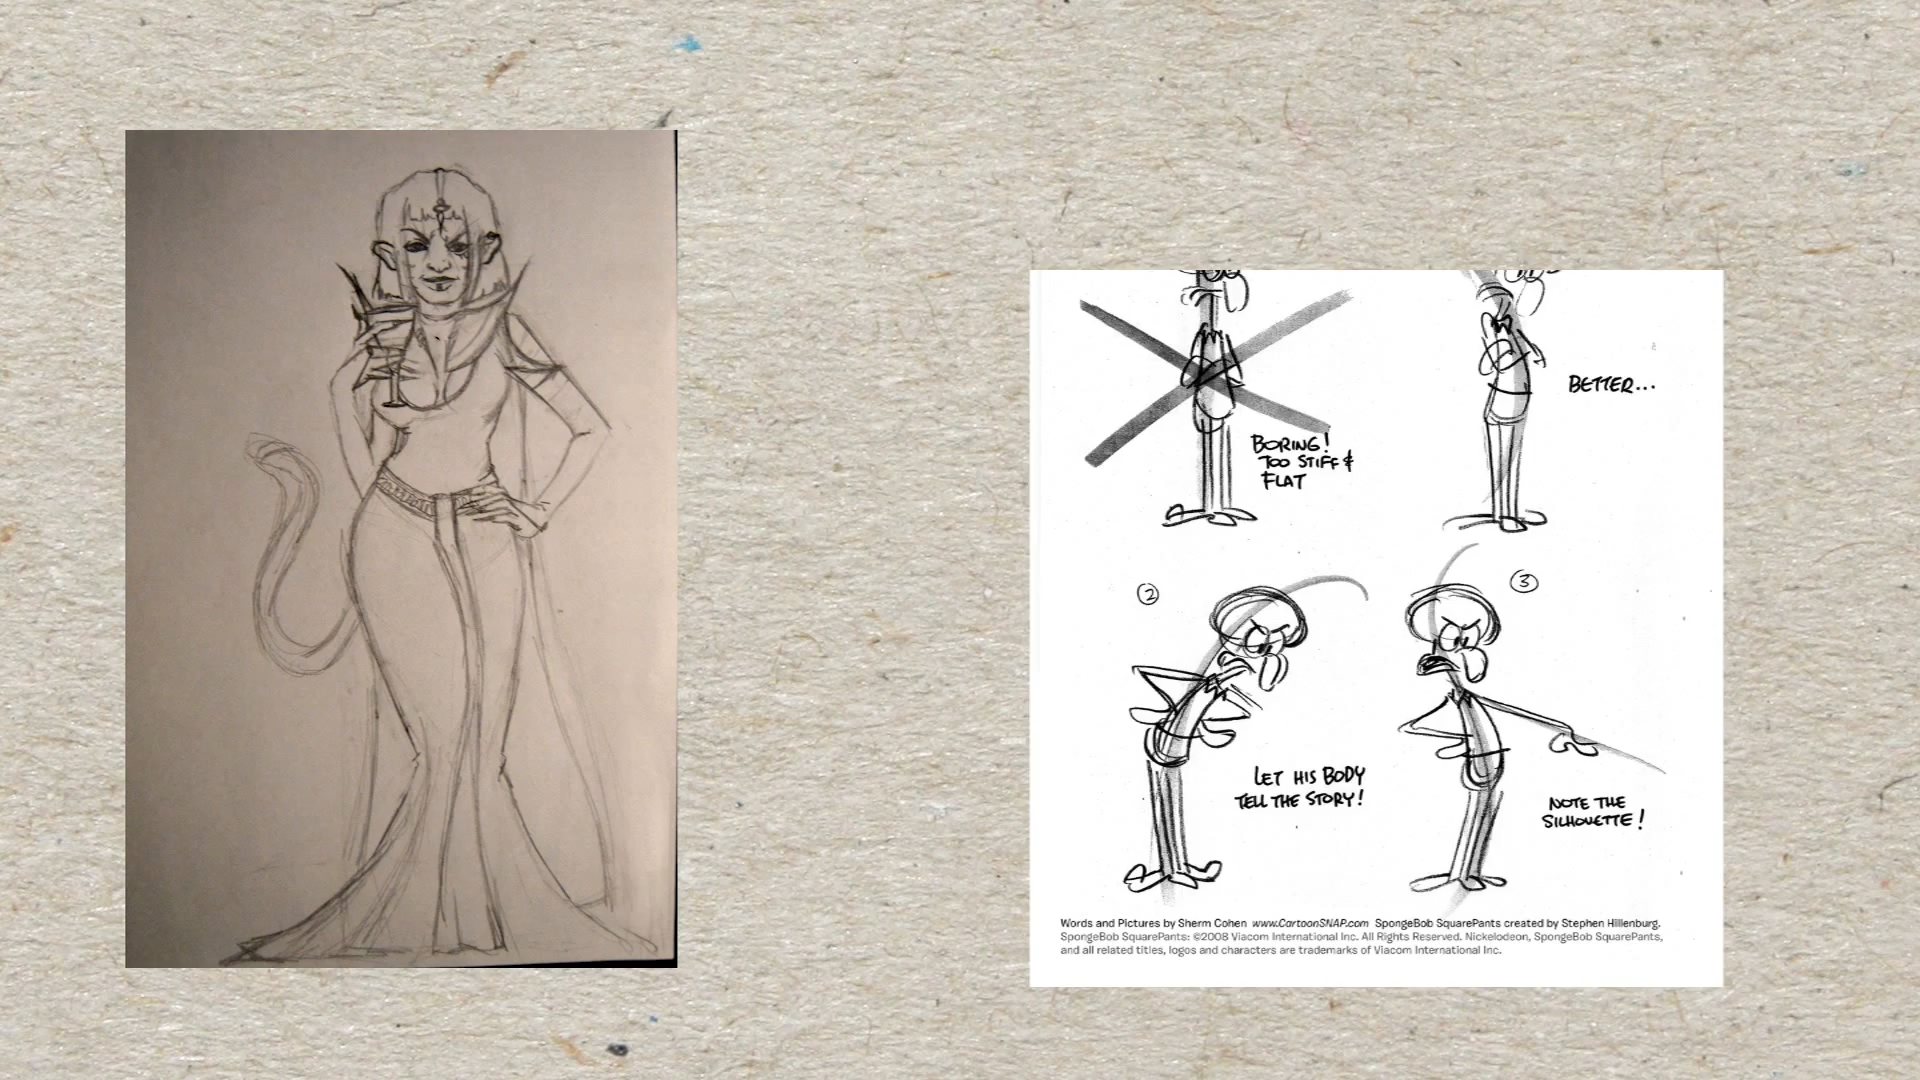 BETTER...
BORING!
TOO STIFF &
FLAT
2
3
LET HIS BODY
TELL THE STORY!
NOTE THE
SILHOUETTE!
Words and Pictures by Sherm Cohen www.CartoonSNAP.com SpongeBob SquarePants created by Stephen Hillenburg.
SpongeBob SquarePants: ©2008 Viacom International Inc. All Rights Reserved. Nickelodeon, SpongeBob SquarePants,
and all related titles, logos and characters are trademarks of Viacom International Inc.